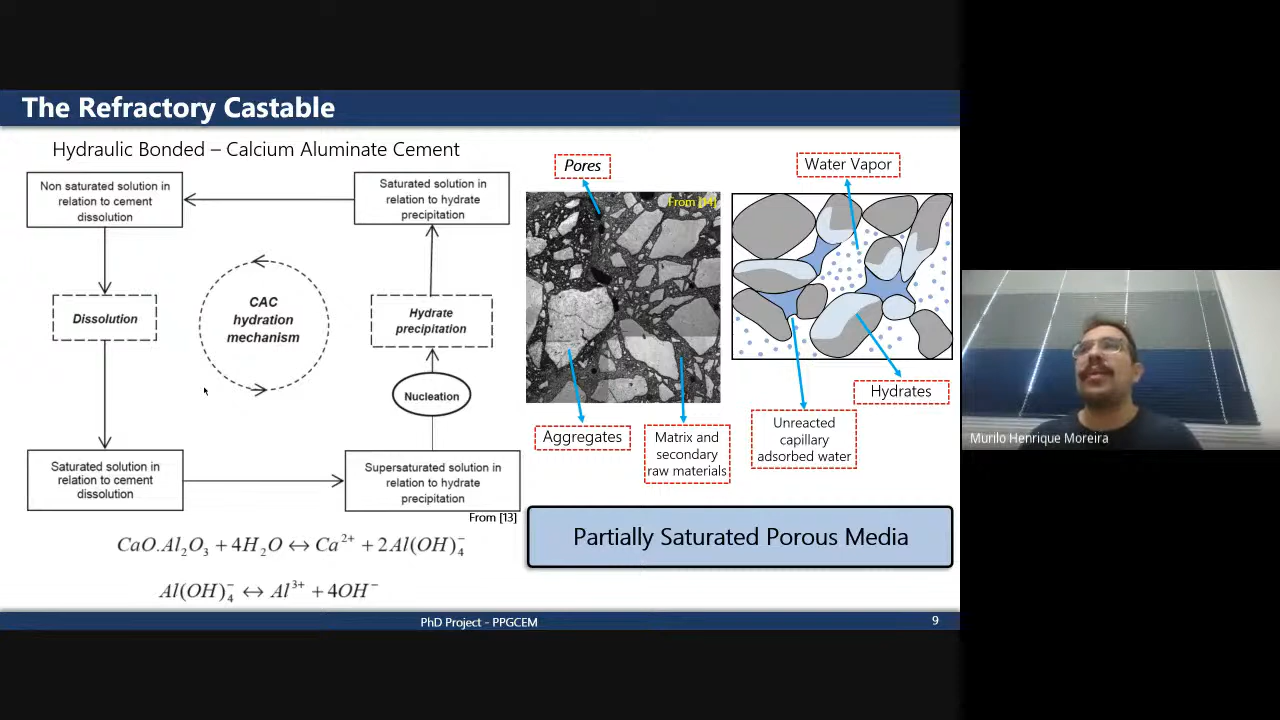 The Refractory Castable
Hydraulic Bonded – Calcium Aluminate Cement
Non saturated solution in
relation to cement
dissolution
Saturated solution in
relation to hydrate
precipitation
Dissolution
CAC
hydration
mechanism
Hydrate
precipitation
Nucleation
Saturated solution in
relation to cement
dissolution
Supersaturated solution in
relation to hydrate
precipitation
From [13]
CaO.Al₂O₃ + 4H₂O ↔ Ca²⁺ + 2Al(OH)₄⁻
Al(OH)₄⁻ ↔ Al³⁺ + 4OH⁻
Pores
From [14]
Aggregates
Matrix and
secondary
raw materials
Water Vapor
Hydrates
Unreacted
capillary
adsorbed water
Partially Saturated Porous Media
PhD Project - PPGCEM
9
Murilo Henrique Moreira